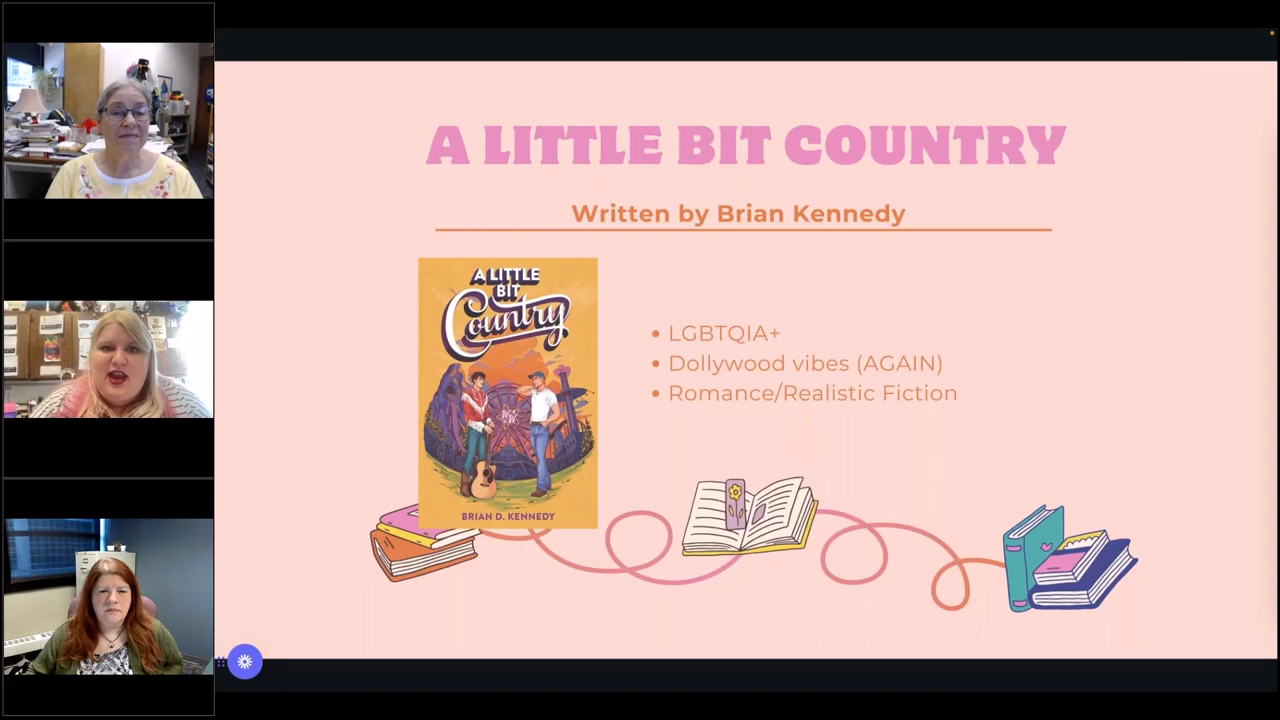 A LITTLE BIT COUNTRY
Written by Brian Kennedy
A LITTLE
BIT
Country
BRIAN D. KENNEDY
• LGBTQIA+
• Dollywood vibes (AGAIN)
• Romance/Realistic Fiction